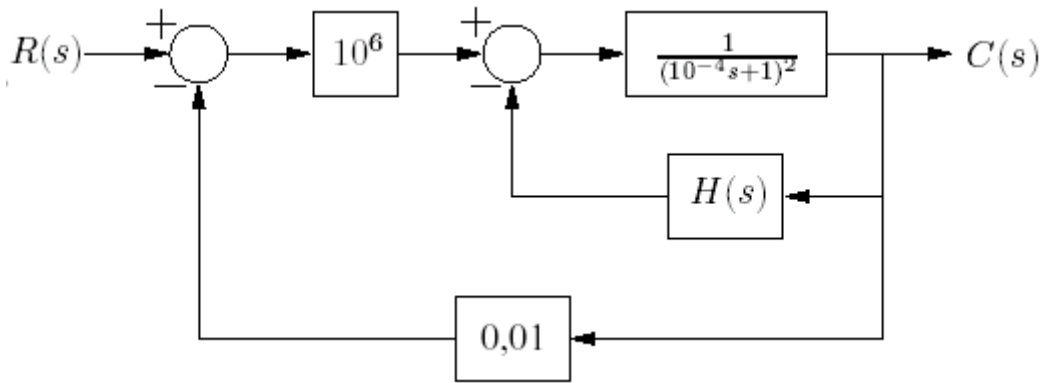 R(s)
+
−
10⁶
+
−
1
(10⁻⁴s+1)²
C(s)
H(s)
0,01